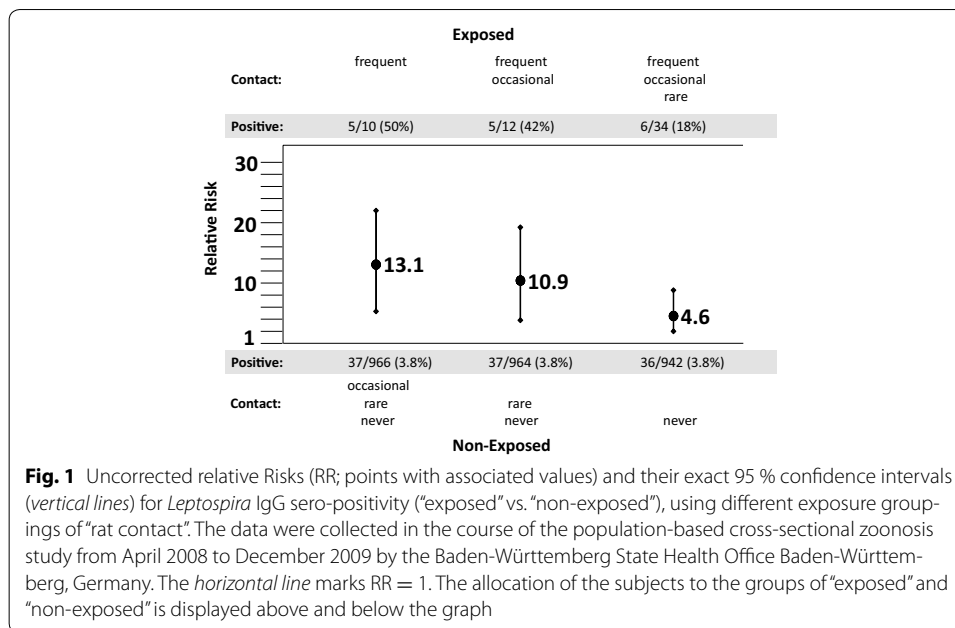 Exposed
frequent frequent frequent
Contact: occasional occasional
rare
Positive: 5/10 (50%) 5/12 (42%) 6/34 (18%)
Relative Risk
30
20
10
1
13.1 10.9 4.6
Positive: 37/966 (3.8%) 37/964 (3.8%) 36/942 (3.8%)
occasional
Contact: rare rare
never never never
Non-Exposed
Fig. 1 Uncorrected relative Risks (RR; points with associated values) and their exact 95 % confidence intervals
(vertical lines) for Leptospira IgG sero-positivity (“exposed” vs. “non-exposed”), using different exposure group-
ings of “rat contact”. The data were collected in the course of the population-based cross-sectional zoonosis
study from April 2008 to December 2009 by the Baden-Württemberg State Health Office Baden-Württem-
berg, Germany. The horizontal line marks RR = 1. The allocation of the subjects to the groups of “exposed” and
“non-exposed” is displayed above and below the graph